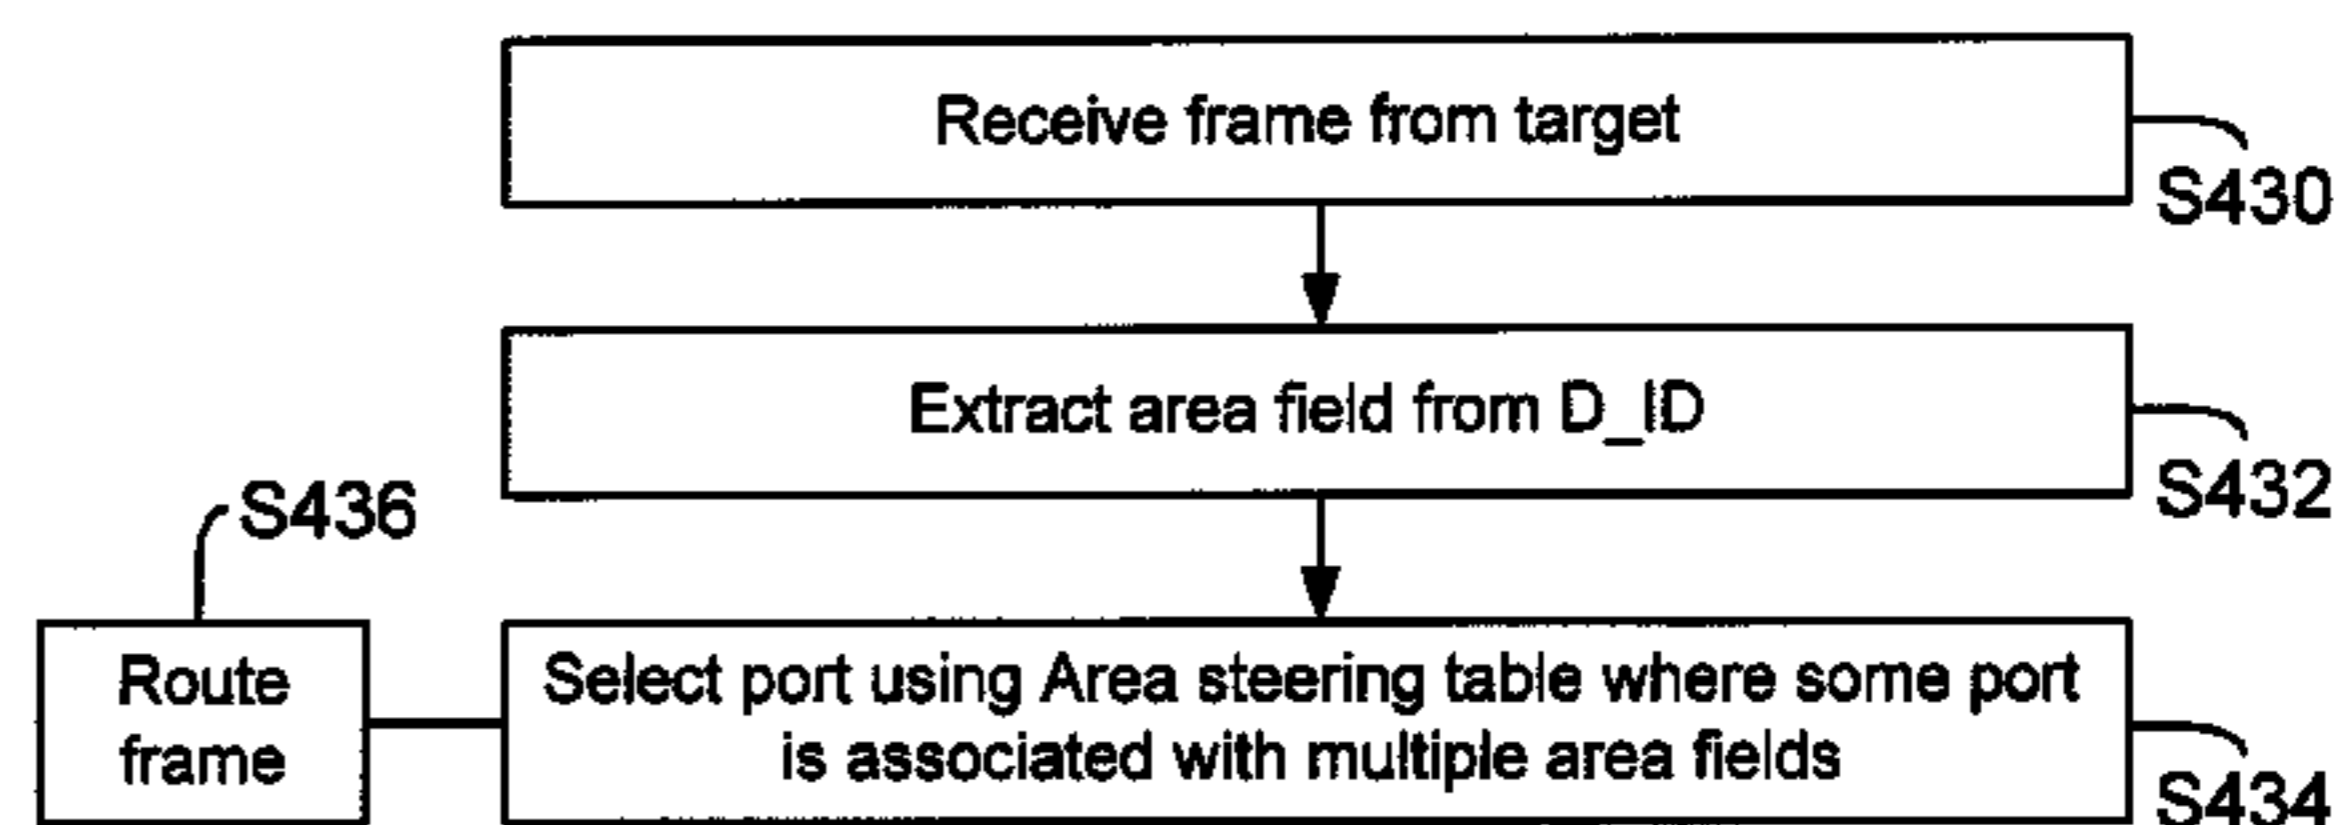 Receive frame from target
S430
Extract area field from D_ID
S432
S436
Route
frame
Select port using Area steering table where some port
is associated with multiple area fields
S434